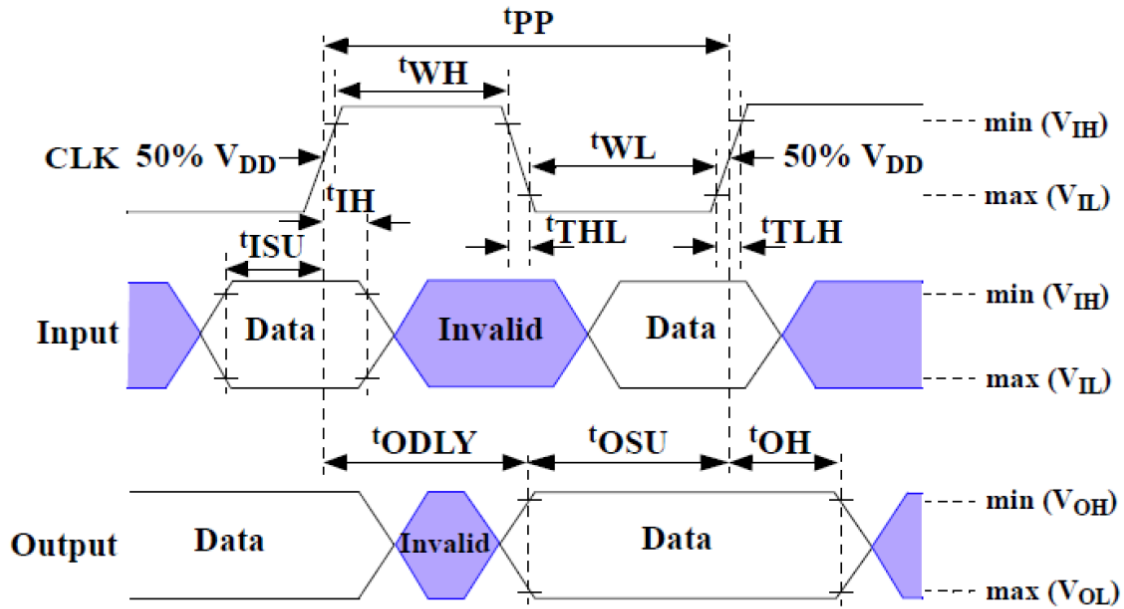 tPP
tWH
min (VIH)
CLK 50% VDD
tWL
50% VDD
max (VIL)
tIH
tTHL
tTLH
tISU
min (VIH)
Input
Data
Invalid
Data
max (VIL)
tODLY
tOSU
tOH
min (VOH)
Output
Data
Invalid
Data
max (VOL)